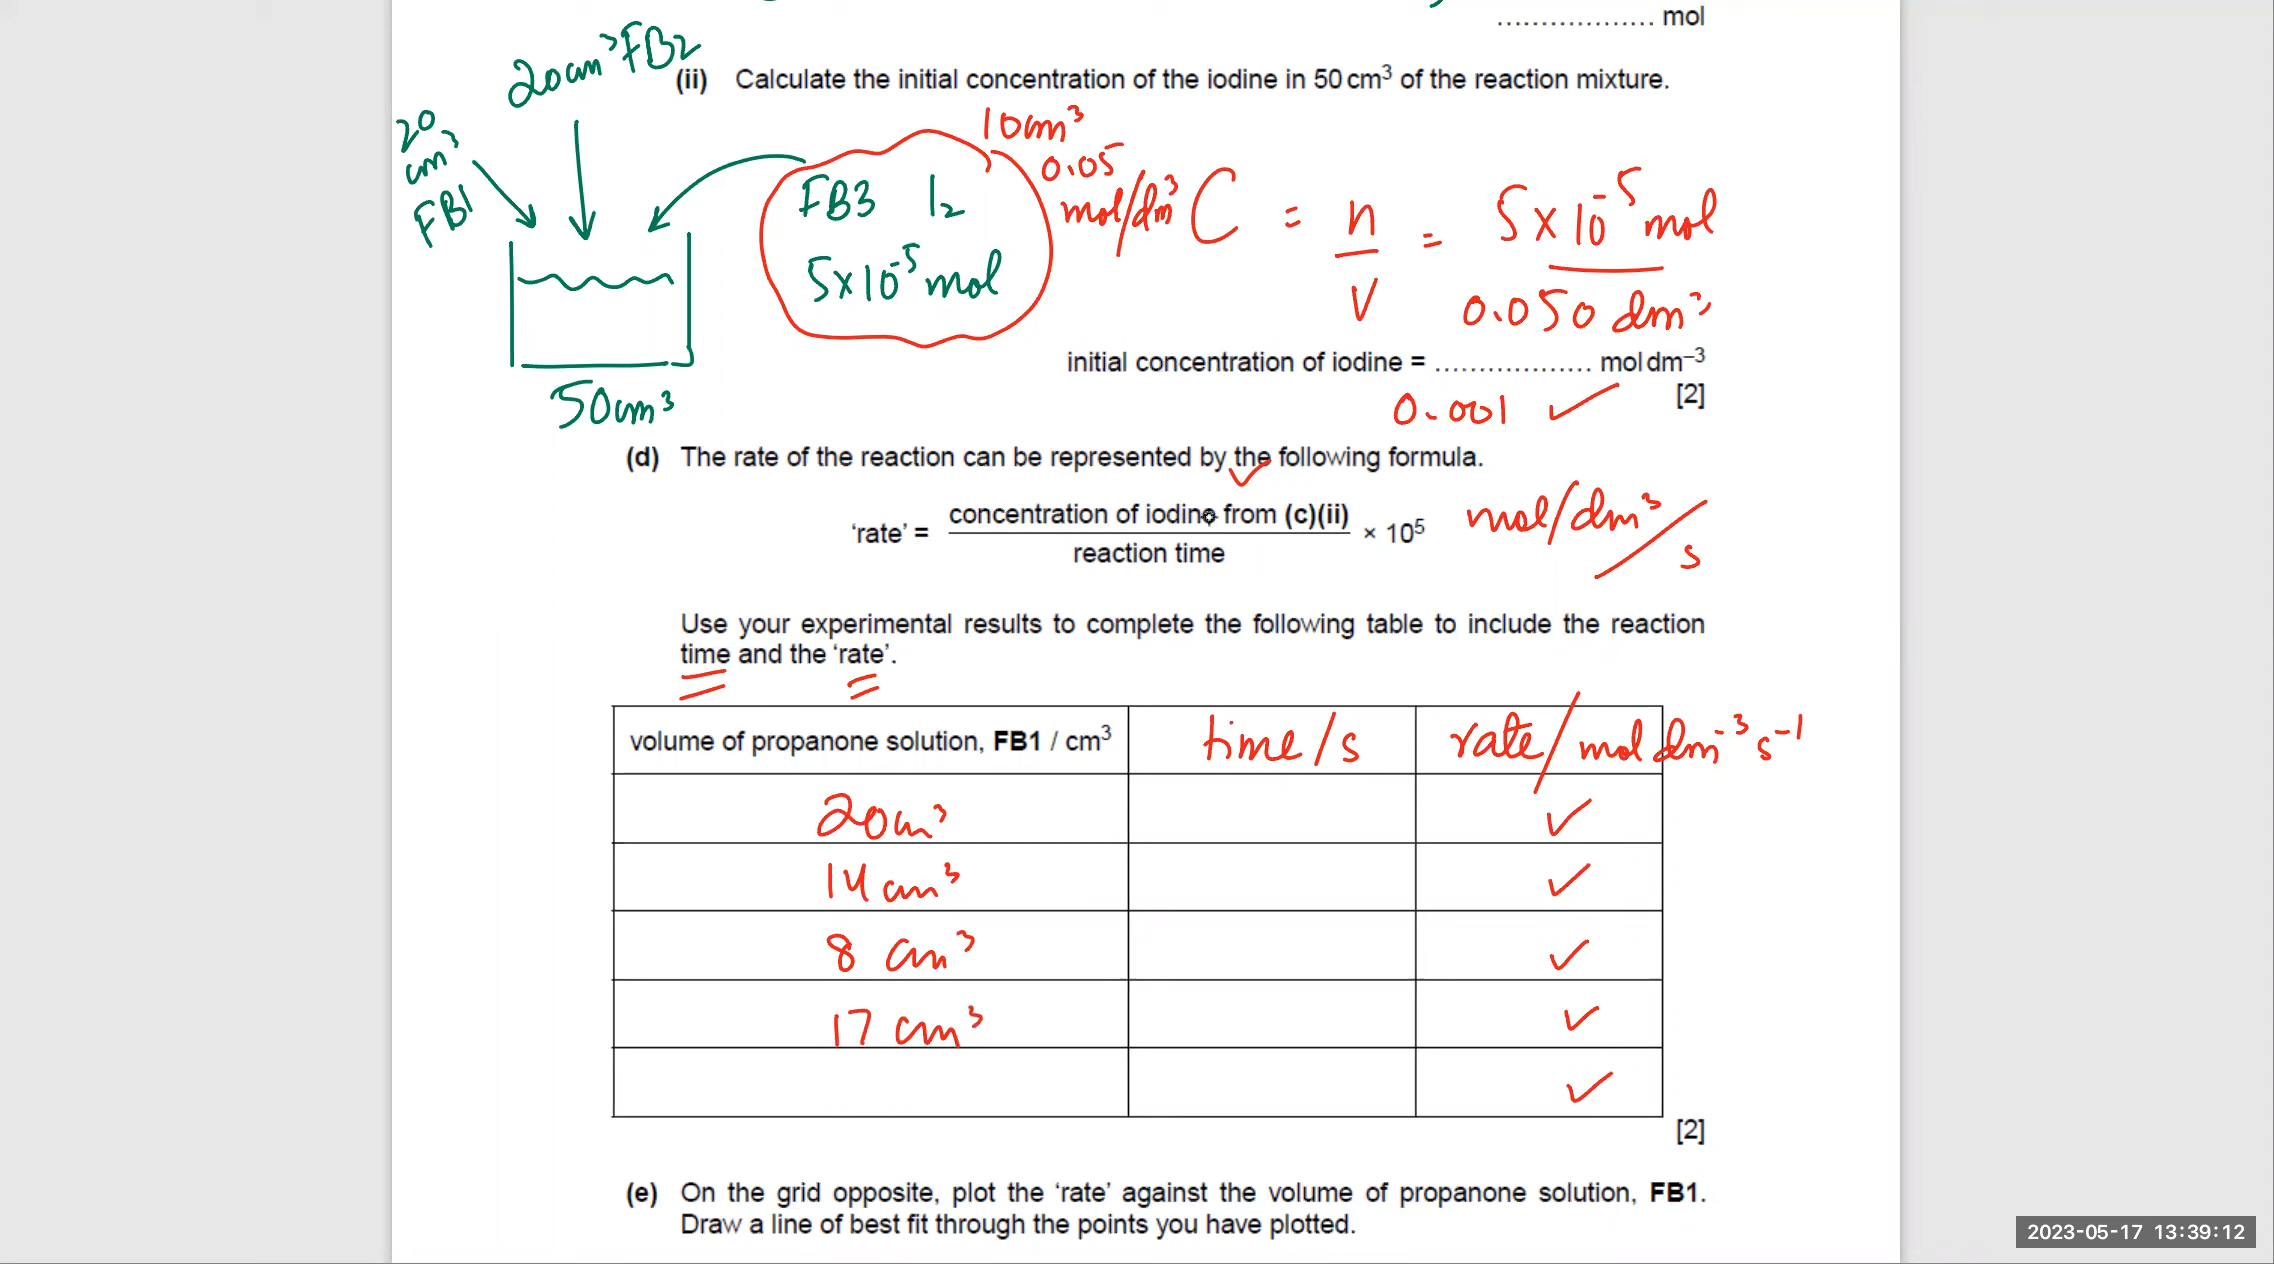 .................. mol
20cm³ FB2
(ii) Calculate the initial concentration of the iodine in 50 cm³ of the reaction mixture.
20 cm³ FB1
10cm³
0.05 mol/dm³
FB3 I₂
5×10⁻⁵ mol
C = n/V = 5×10⁻⁵ mol / 0.050 dm³
initial concentration of iodine = .................. mol dm⁻³
0.001 ✓
[2]
50cm³
(d) The rate of the reaction can be represented by the following formula.
✓
'rate' = concentration of iodine from (c)(ii) / reaction time × 10⁵
mol/dm³/s
Use your experimental results to complete the following table to include the reaction
time and the 'rate'.
volume of propanone solution, FB1 / cm³ time/s rate/mol dm⁻³ s⁻¹
20cm³ ✓
14cm³ ✓
8 cm³ ✓
17 cm³ ✓
✓
[2]
(e) On the grid opposite, plot the 'rate' against the volume of propanone solution, FB1.
Draw a line of best fit through the points you have plotted.
2023-05-17 13:39:12